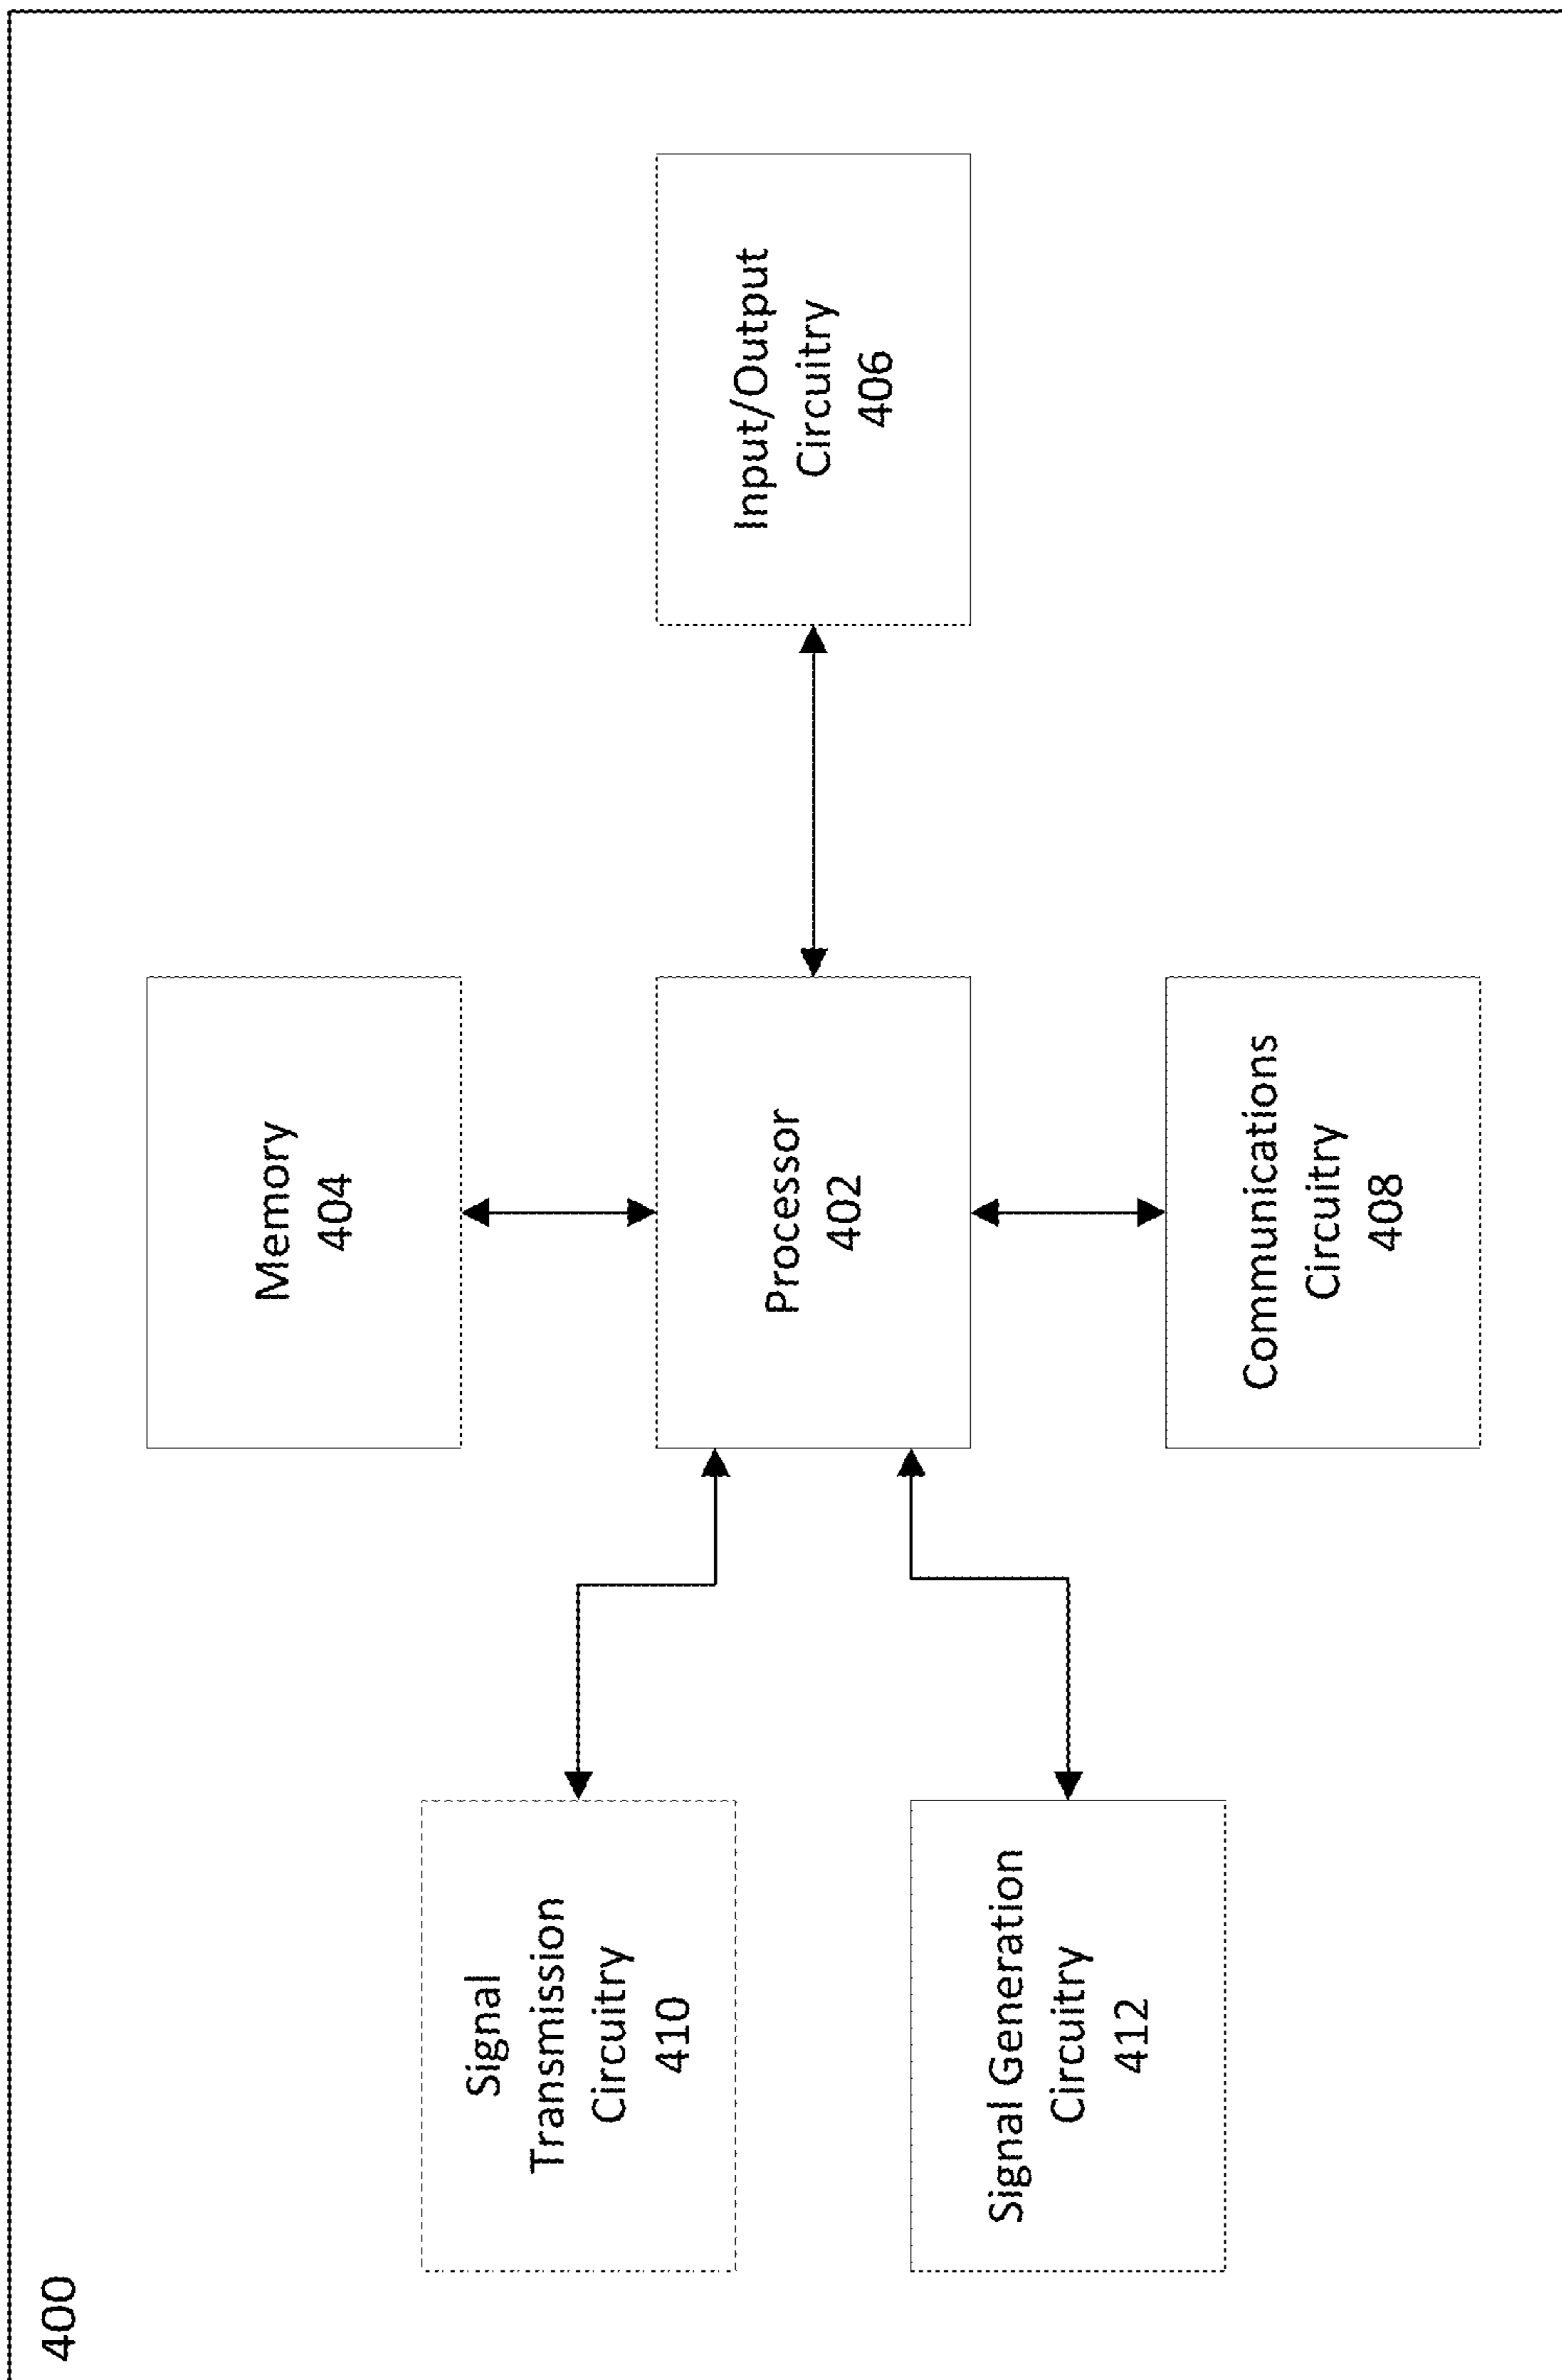 400
Memory
404
Signal
Transmission
Circuitry
410
Processor
402
Input/Output
Circuitry
406
Signal Generation
Circuitry
412
Communications
Circuitry
408